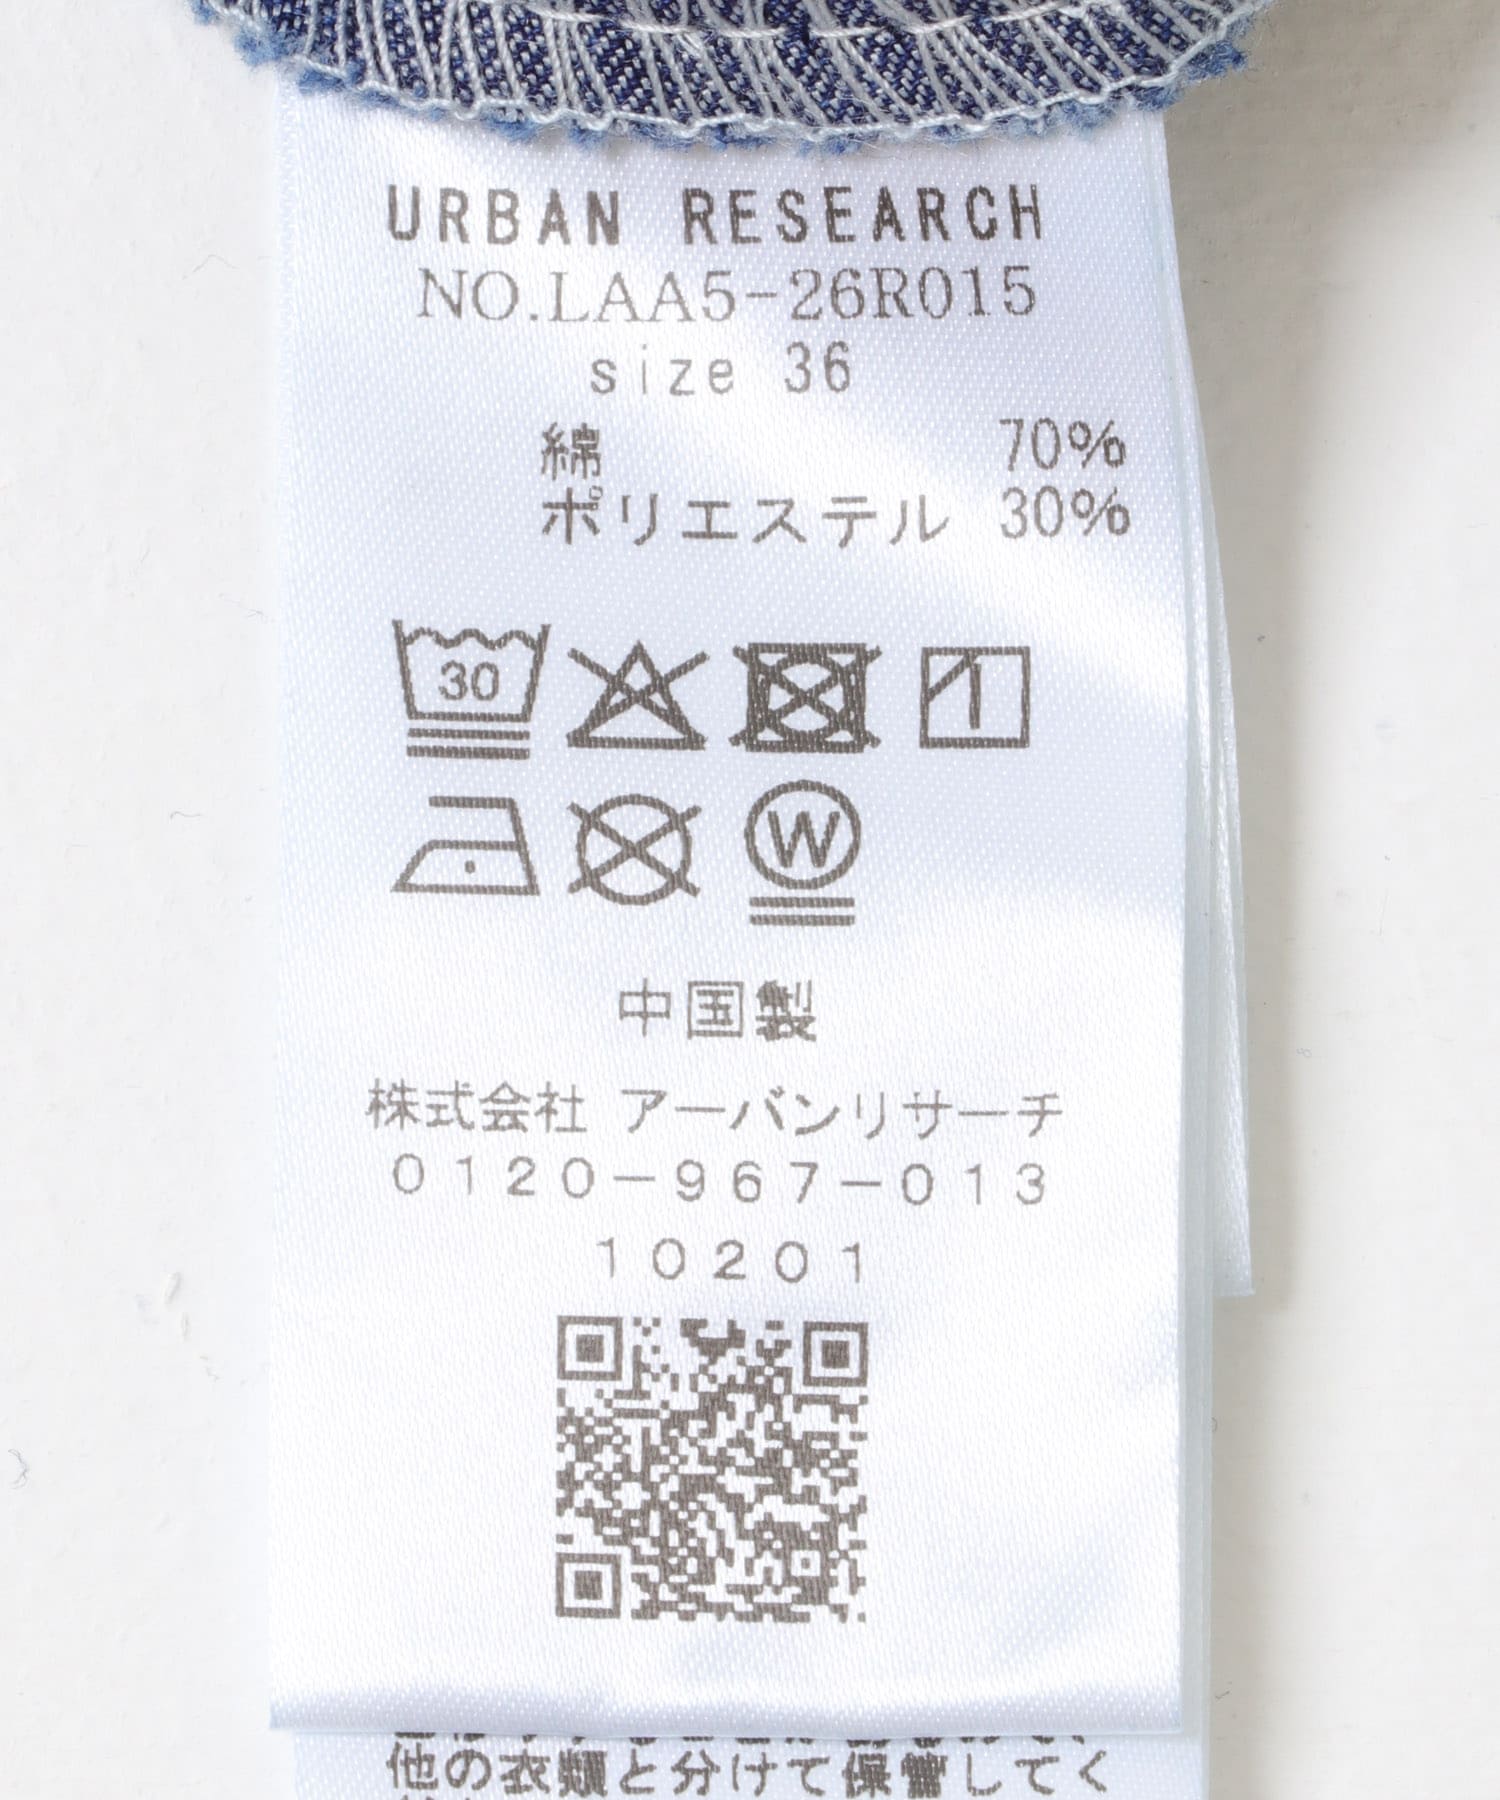 URBAN RESEARCH
NO.LAA5-26R015
size 36
綿 70%
ポリエステル 30%
30
W
中国製
株式会社 アーバンリサーチ
0120-967-013
10201
他の衣類と分けて保管してく